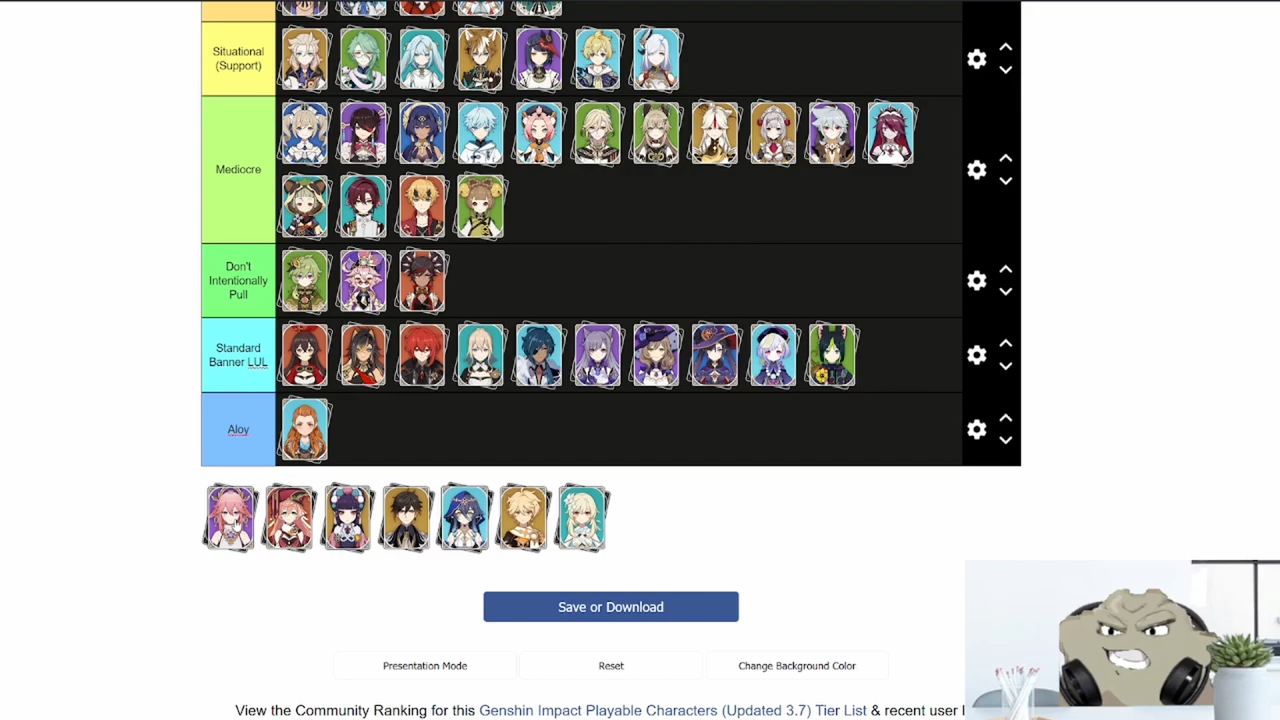 Situational
(Support)
Mediocre
Don't
Intentionally
Pull
Standard
Banner LUL
Aloy
Save or Download
Presentation Mode
Reset
Change Background Color
View the Community Ranking for this Genshin Impact Playable Characters (Updated 3.7) Tier List & recent user